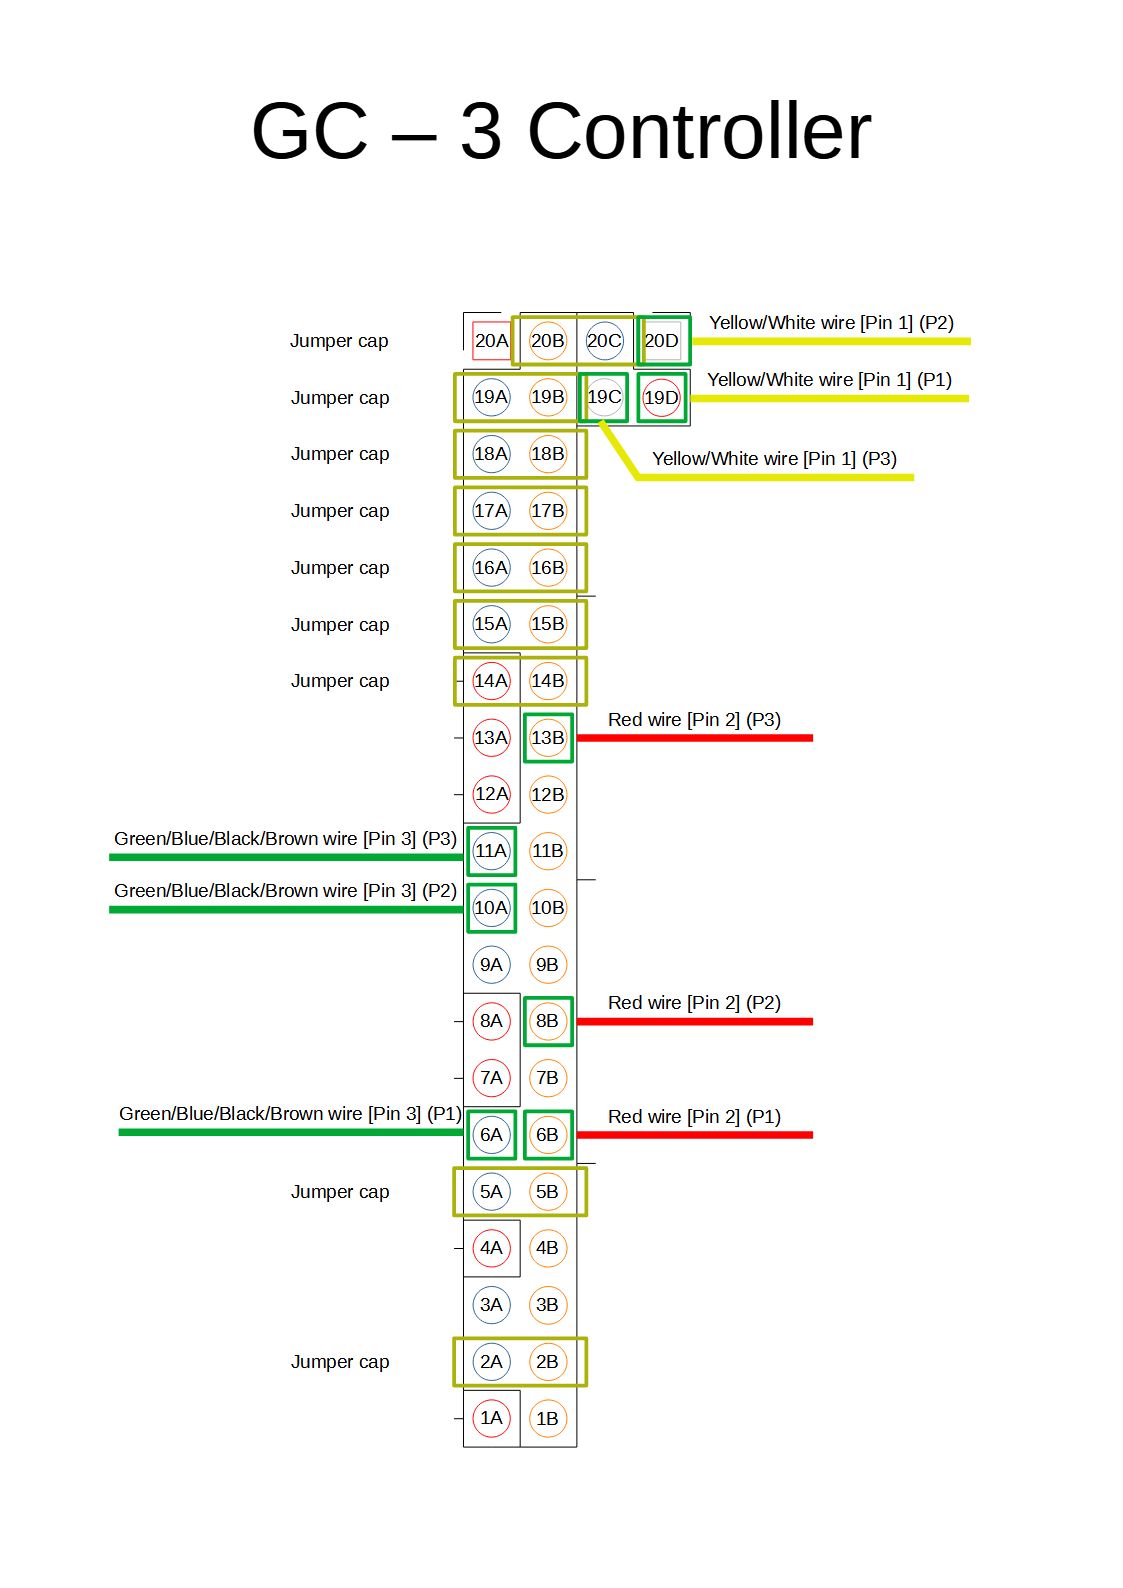 GC – 3 Controller
Yellow/White wire [Pin 1] (P2)
Jumper cap 20A 20B 20C 20D
Yellow/White wire [Pin 1] (P1)
Jumper cap 19A 19B 19C 19D
Jumper cap 18A 18B Yellow/White wire [Pin 1] (P3)
Jumper cap 17A 17B
Jumper cap 16A 16B
Jumper cap 15A 15B
Jumper cap 14A 14B
Red wire [Pin 2] (P3)
13A 13B
12A 12B
Green/Blue/Black/Brown wire [Pin 3] (P3)
11A 11B
Green/Blue/Black/Brown wire [Pin 3] (P2)
10A 10B
9A 9B
Red wire [Pin 2] (P2)
8A 8B
7A 7B
Green/Blue/Black/Brown wire [Pin 3] (P1) Red wire [Pin 2] (P1)
6A 6B
Jumper cap 5A 5B
4A 4B
3A 3B
Jumper cap 2A 2B
1A 1B